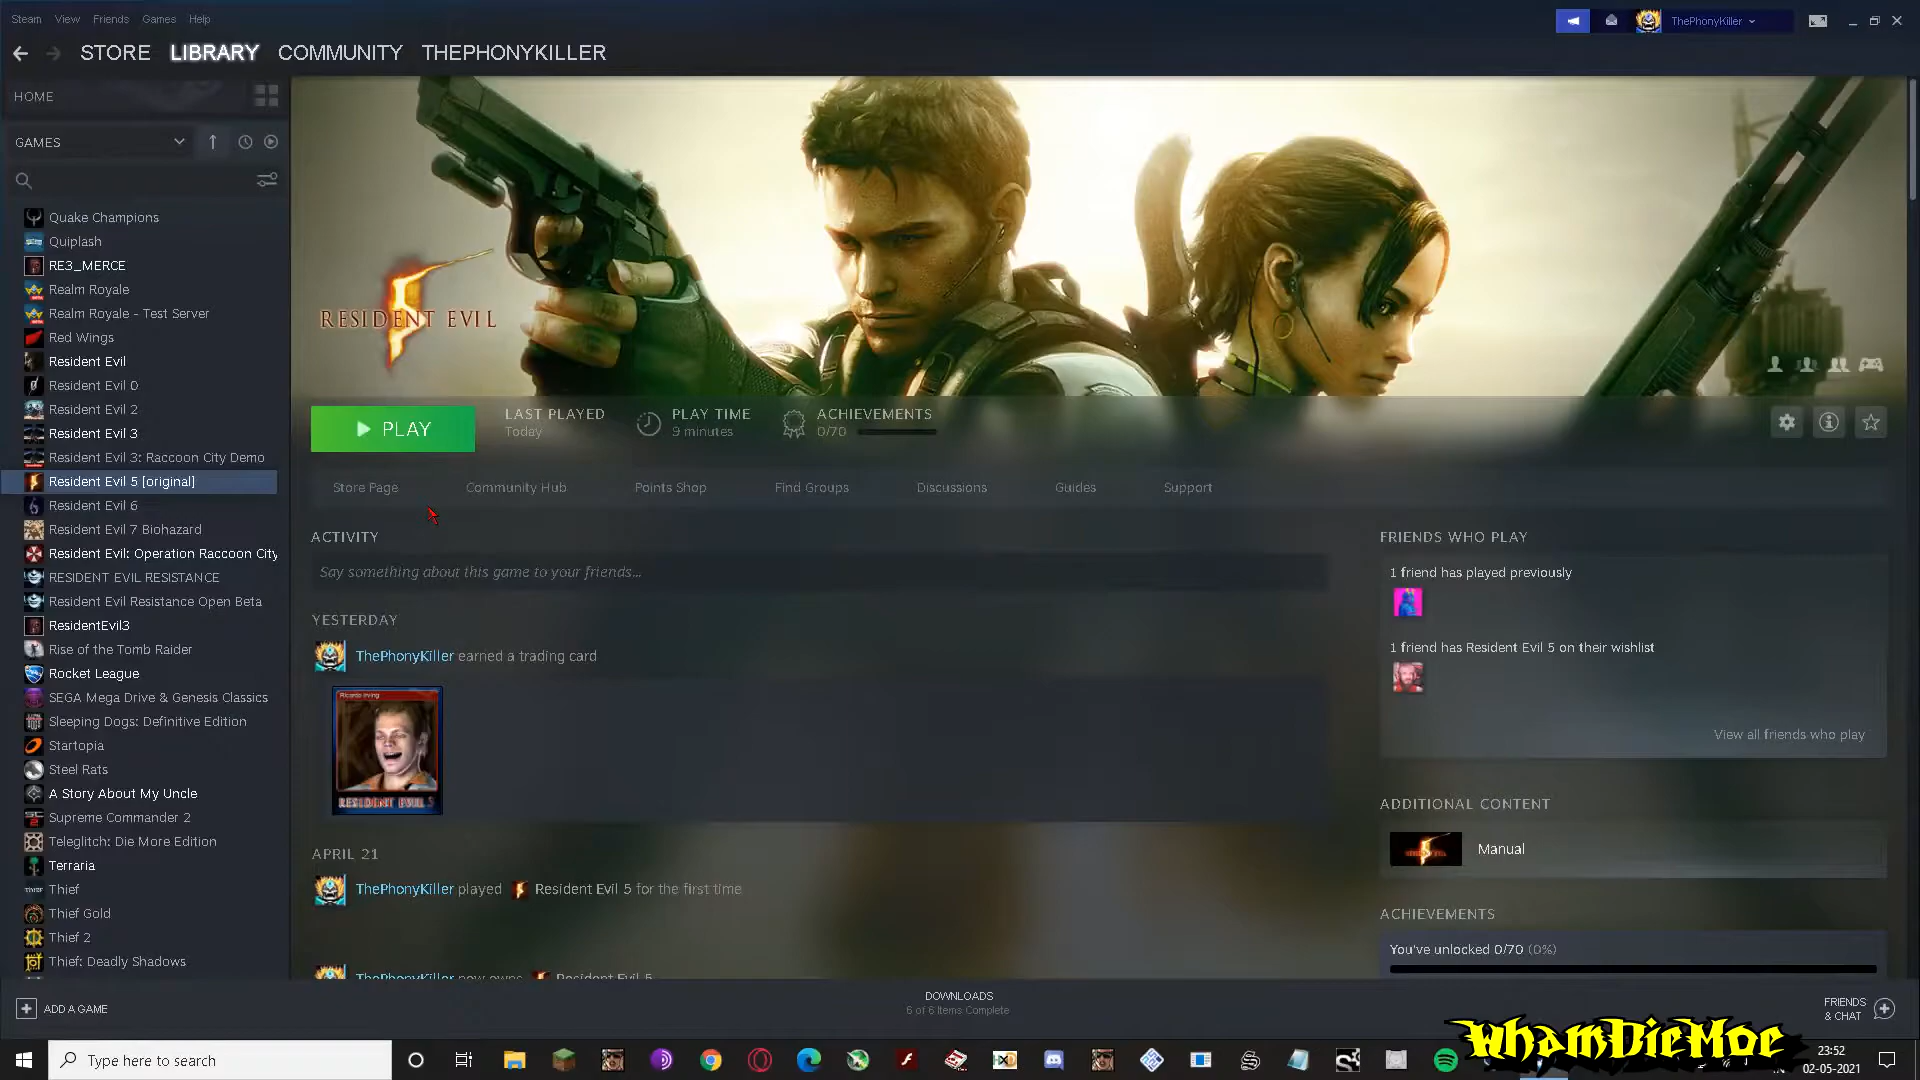 Steam View Friends Games Help
ThePhonyKiller
STORE LIBRARY COMMUNITY THEPHONYKILLER
HOME
GAMES
Quake Champions
Quiplash
RE3_MERCE
Realm Royale
Realm Royale - Test Server
Red Wings
Resident Evil
Resident Evil 0
Resident Evil 2
Resident Evil 3
Resident Evil 3: Raccoon City Demo
Resident Evil 5 [original]
Resident Evil 6
Resident Evil 7 Biohazard
Resident Evil: Operation Raccoon City
RESIDENT EVIL RESISTANCE
Resident Evil Resistance Open Beta
ResidentEvil3
Rise of the Tomb Raider
Rocket League
SEGA Mega Drive & Genesis Classics
Sleeping Dogs: Definitive Edition
Startopia
Steel Rats
A Story About My Uncle
Supreme Commander 2
Teleglitch: Die More Edition
Terraria
Thief
Thief Gold
Thief 2
Thief: Deadly Shadows
RESIDENT EVIL 5
PLAY
LAST PLAYED
Today
PLAY TIME
9 minutes
ACHIEVEMENTS
0/70
Store Page Community Hub Points Shop Find Groups Discussions Guides Support
ACTIVITY
Say something about this game to your friends...
YESTERDAY
ThePhonyKiller earned a trading card
Ricardo Irving
RESIDENT EVIL 5
APRIL 21
ThePhonyKiller played Resident Evil 5 for the first time
ThePhonyKiller now owns Resident Evil 5
FRIENDS WHO PLAY
1 friend has played previously
1 friend has Resident Evil 5 on their wishlist
View all friends who play
ADDITIONAL CONTENT
Manual
ACHIEVEMENTS
You've unlocked 0/70 (0%)
ADD A GAME
DOWNLOADS
6 of 6 Items Complete
FRIENDS
& CHAT
WhamDieMoc
Type here to search
23:52
02-05-2021